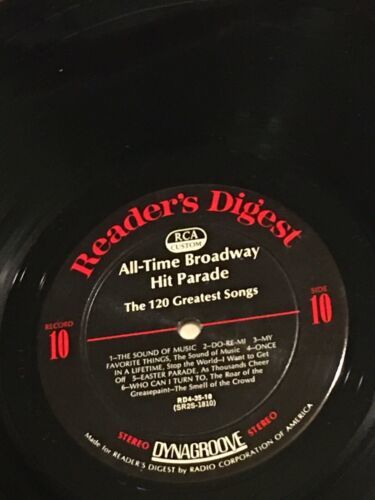 Reader's Digest
RCA
CUSTOM
All-Time Broadway
Hit Parade
The 120 Greatest Songs
RECORD
10
SIDE
10
1—THE SOUND OF MUSIC 2—DO-RE-MI 3—MY
FAVORITE THINGS, The Sound of Music 4—ONCE
IN A LIFETIME, Stop the World—I Want to Get
Off 5—EASTER PARADE, As Thousands Cheer
6—WHO CAN I TURN TO, The Roar of the
Greasepaint—The Smell of the Crowd
RD4-35-10
(SR2S-1810)
STEREO DYNAGROOVE STEREO
Made for READER'S DIGEST by RADIO CORPORATION OF AMERICA